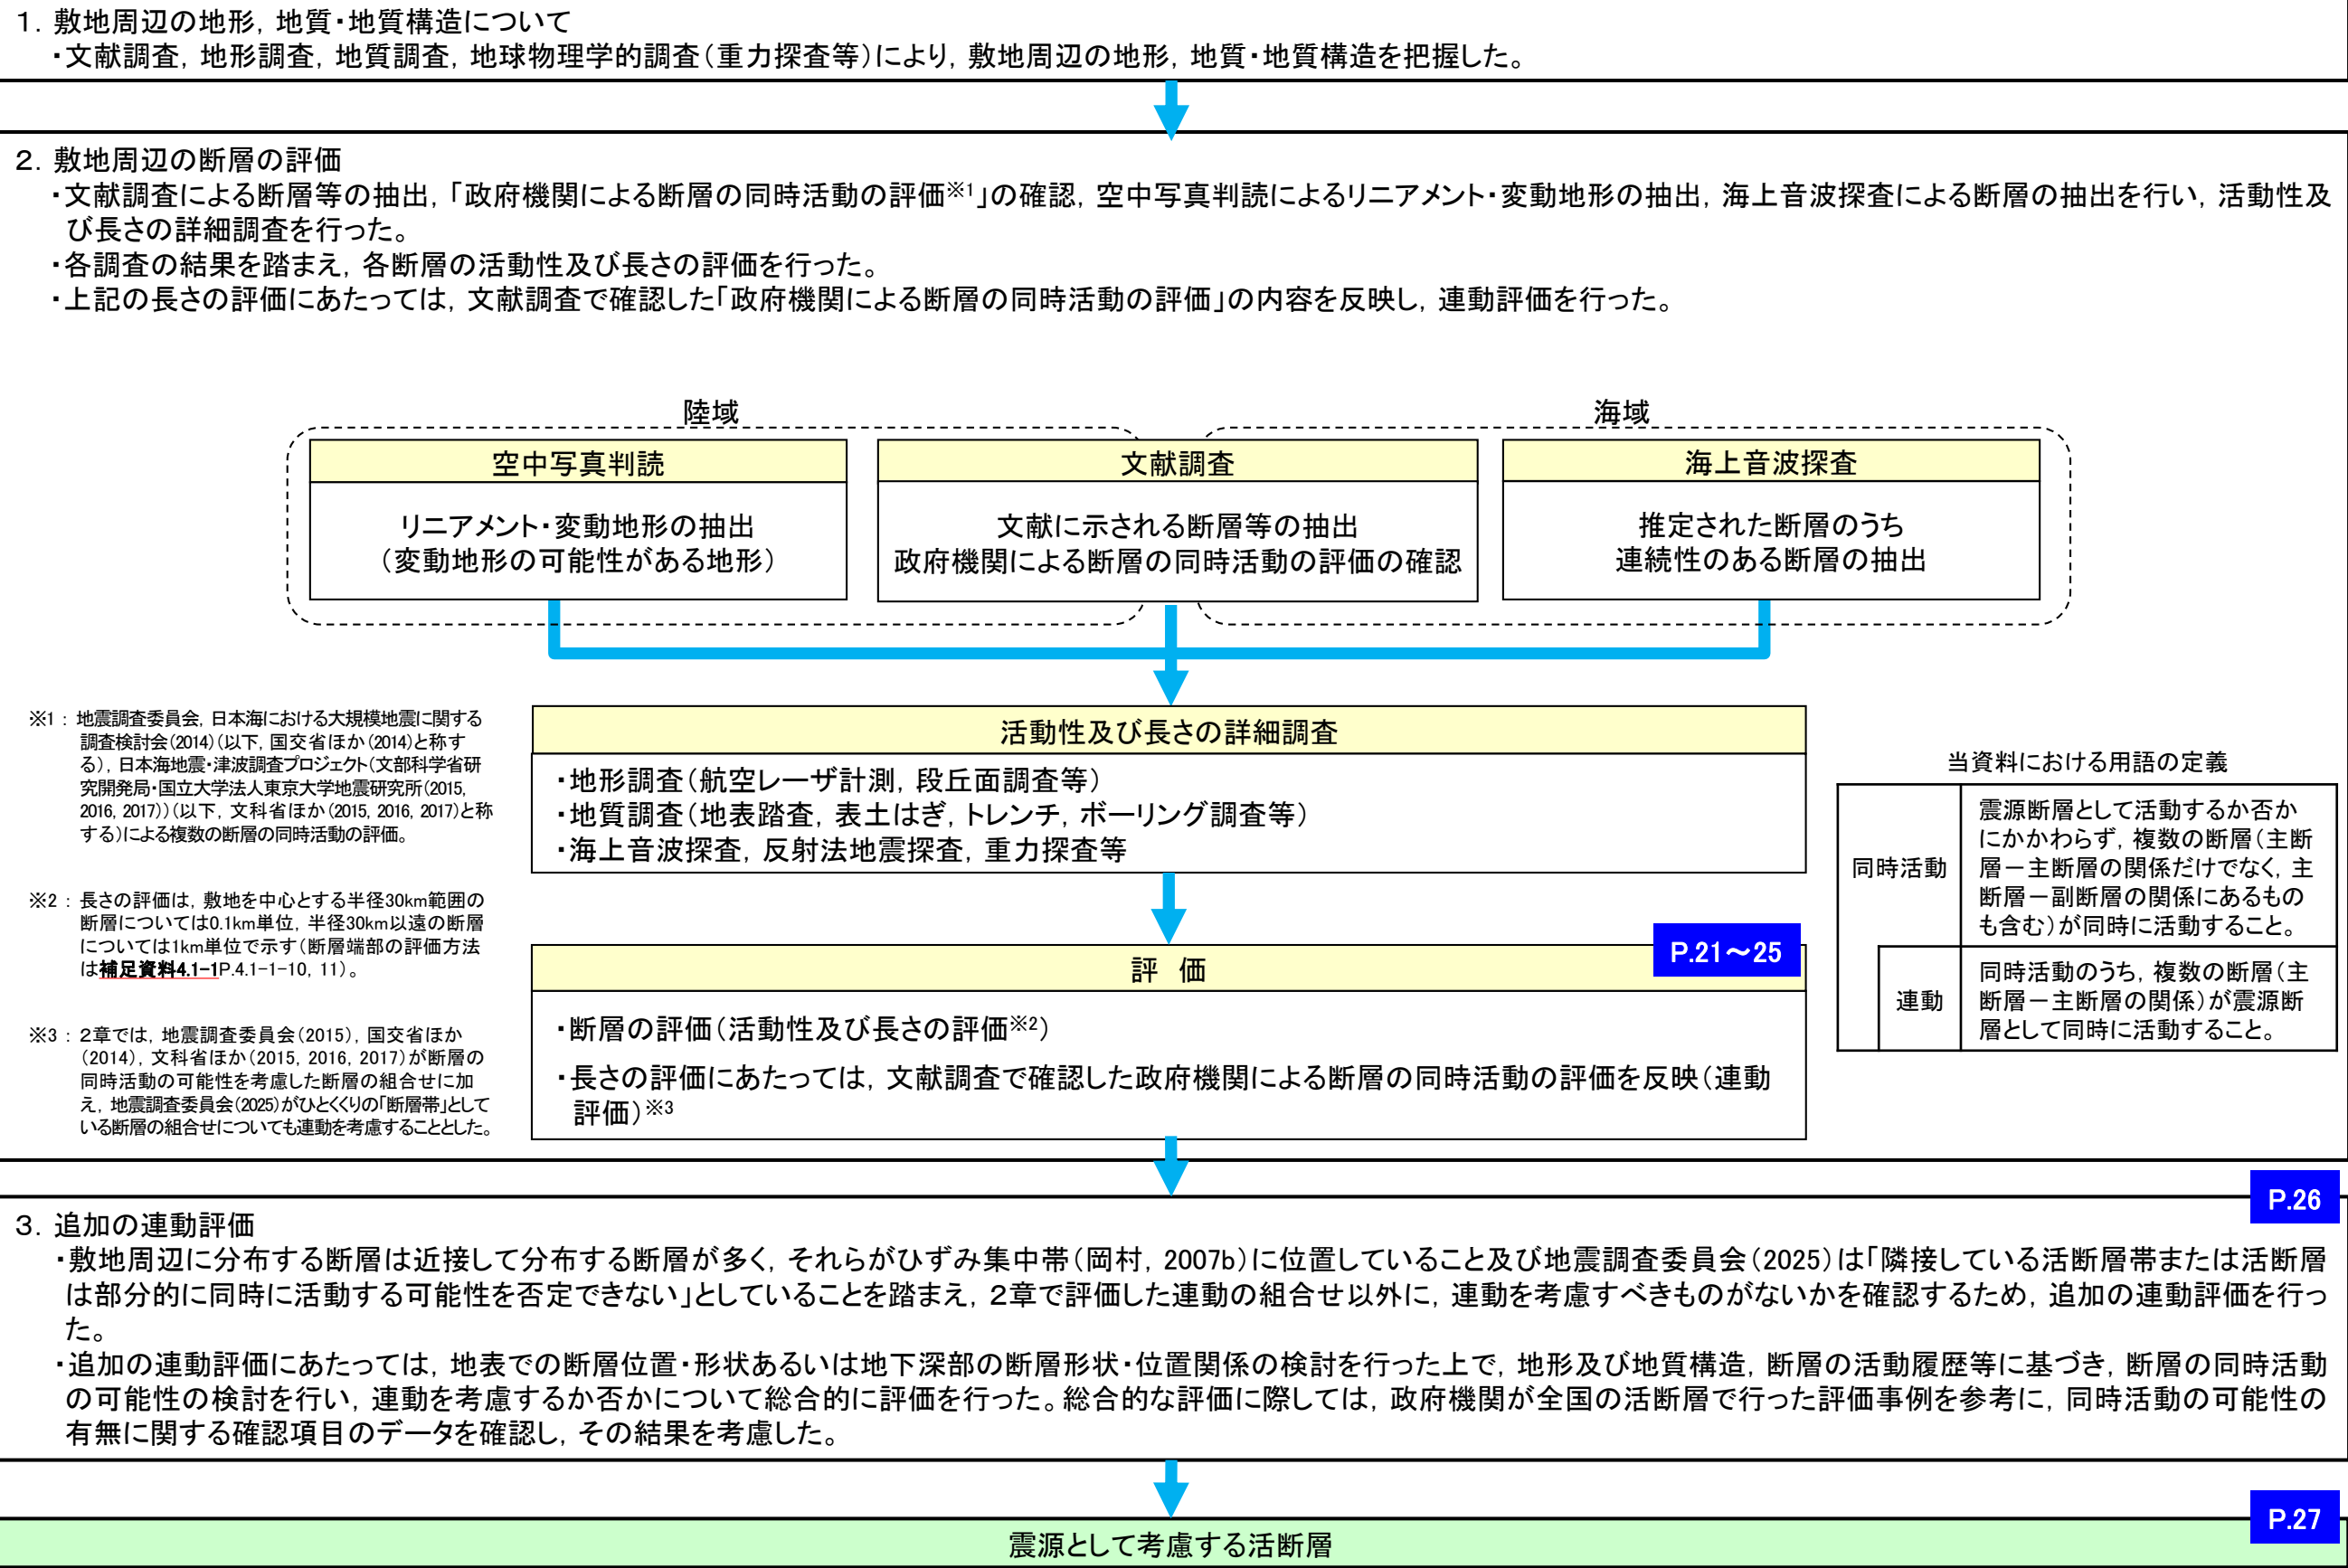 1．敷地周辺の地形，地質・地質構造について
・文献調査，地形調査，地質調査，地球物理学的調査（重力探査等）により，敷地周辺の地形，地質・地質構造を把握した。
2．敷地周辺の断層の評価
・文献調査による断層等の抽出，「政府機関による断層の同時活動の評価※1」の確認，空中写真判読によるリニアメント・変動地形の抽出，海上音波探査による断層の抽出を行い，活動性及
び長さの詳細調査を行った。
・各調査の結果を踏まえ，各断層の活動性及び長さの評価を行った。
・上記の長さの評価にあたっては，文献調査で確認した「政府機関による断層の同時活動の評価」の内容を反映し，連動評価を行った。
陸域
海域
空中写真判読
リニアメント・変動地形の抽出
（変動地形の可能性がある地形）
文献調査
文献に示される断層等の抽出
政府機関による断層の同時活動の評価の確認
海上音波探査
推定された断層のうち
連続性のある断層の抽出
※1：地震調査委員会，日本海における大規模地震に関する
調査検討会(2014)（以下，国交省ほか(2014)と称す
る），日本海地震・津波調査プロジェクト（文部科学省研
究開発局・国立大学法人東京大学地震研究所(2015,
2016, 2017)）（以下，文科省ほか(2015, 2016, 2017)と称
する）による複数の断層の同時活動の評価。
※2：長さの評価は，敷地を中心とする半径30km範囲の
断層については0.1km単位，半径30km以遠の断層
については1km単位で示す（断層端部の評価方法
は補足資料4.1-1P.4.1-1-10, 11）。
※3：2章では，地震調査委員会(2015)，国交省ほか
(2014)，文科省ほか(2015, 2016, 2017)が断層の
同時活動の可能性を考慮した断層の組合せに加
え，地震調査委員会(2025)がひとくくりの「断層帯」として
いる断層の組合せについても連動を考慮することとした。
活動性及び長さの詳細調査
・地形調査（航空レーザ計測，段丘面調査等）
・地質調査（地表踏査，表土はぎ，トレンチ，ボーリング調査等）
・海上音波探査，反射法地震探査，重力探査等
P.21～25
評 価
・断層の評価（活動性及び長さの評価※2）
・長さの評価にあたっては，文献調査で確認した政府機関による断層の同時活動の評価を反映（連動
評価）※3
当資料における用語の定義
同時活動
震源断層として活動するか否か
にかかわらず，複数の断層（主断
層－主断層の関係だけでなく，主
断層－副断層の関係にあるもの
も含む）が同時に活動すること。
連動
同時活動のうち，複数の断層（主
断層－主断層の関係）が震源断
層として同時に活動すること。
P.26
3．追加の連動評価
・敷地周辺に分布する断層は近接して分布する断層が多く，それらがひずみ集中帯（岡村，2007b）に位置していること及び地震調査委員会（2025）は「隣接している活断層帯または活断層
は部分的に同時に活動する可能性を否定できない」としていることを踏まえ，2章で評価した連動の組合せ以外に，連動を考慮すべきものがないかを確認するため，追加の連動評価を行っ
た。
・追加の連動評価にあたっては，地表での断層位置・形状あるいは地下深部の断層形状・位置関係の検討を行った上で，地形及び地質構造，断層の活動履歴等に基づき，断層の同時活動
の可能性の検討を行い，連動を考慮するか否かについて総合的に評価を行った。総合的な評価に際しては，政府機関が全国の活断層で行った評価事例を参考に，同時活動の可能性の
有無に関する確認項目のデータを確認し，その結果を考慮した。
P.27
震源として考慮する活断層